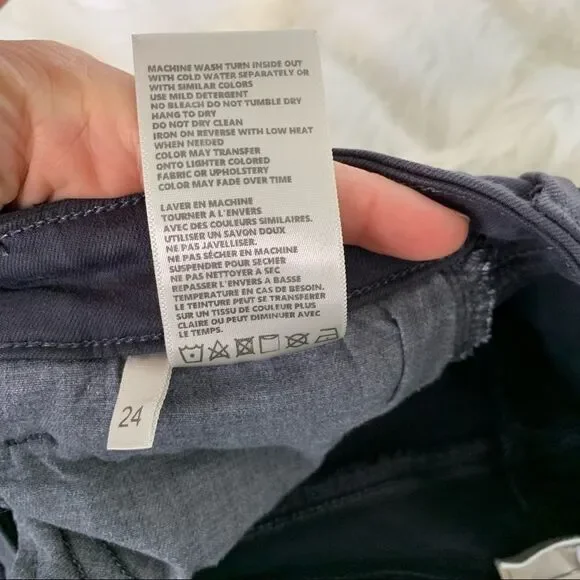 MACHINE WASH TURN INSIDE OUT
WITH COLD WATER SEPARATELY OR
WITH SIMILAR COLORS
USE MILD DETERGENT
NO BLEACH DO NOT TUMBLE DRY
HANG TO DRY
DO NOT DRY CLEAN
IRON ON REVERSE WITH LOW HEAT
WHEN NEEDED
COLOR MAY TRANSFER
ONTO LIGHTER COLORED
FABRIC OR UPHOLSTERY
COLOR MAY FADE OVER TIME
LAVER EN MACHINE
TOURNER A L'ENVERS
AVEC DES COULEURS SIMILAIRES.
UTILISER UN SAVON DOUX
NE PAS JAVELLISER.
NE PAS SÉCHER EN MACHINE
SUSPENDRE POUR SECHER
NE PAS NETTOYER A SEC
REPASSER L'ENVERS A BASSE
TEMPERATURE EN CAS DE BESOIN.
LE TEINTURE PEUT SE TRANSFÉRER
SUR UN TISSU DE COULEUR PLUS
CLAIRE OU PEUT DIMINUER AVEC
LE TEMPS.
24